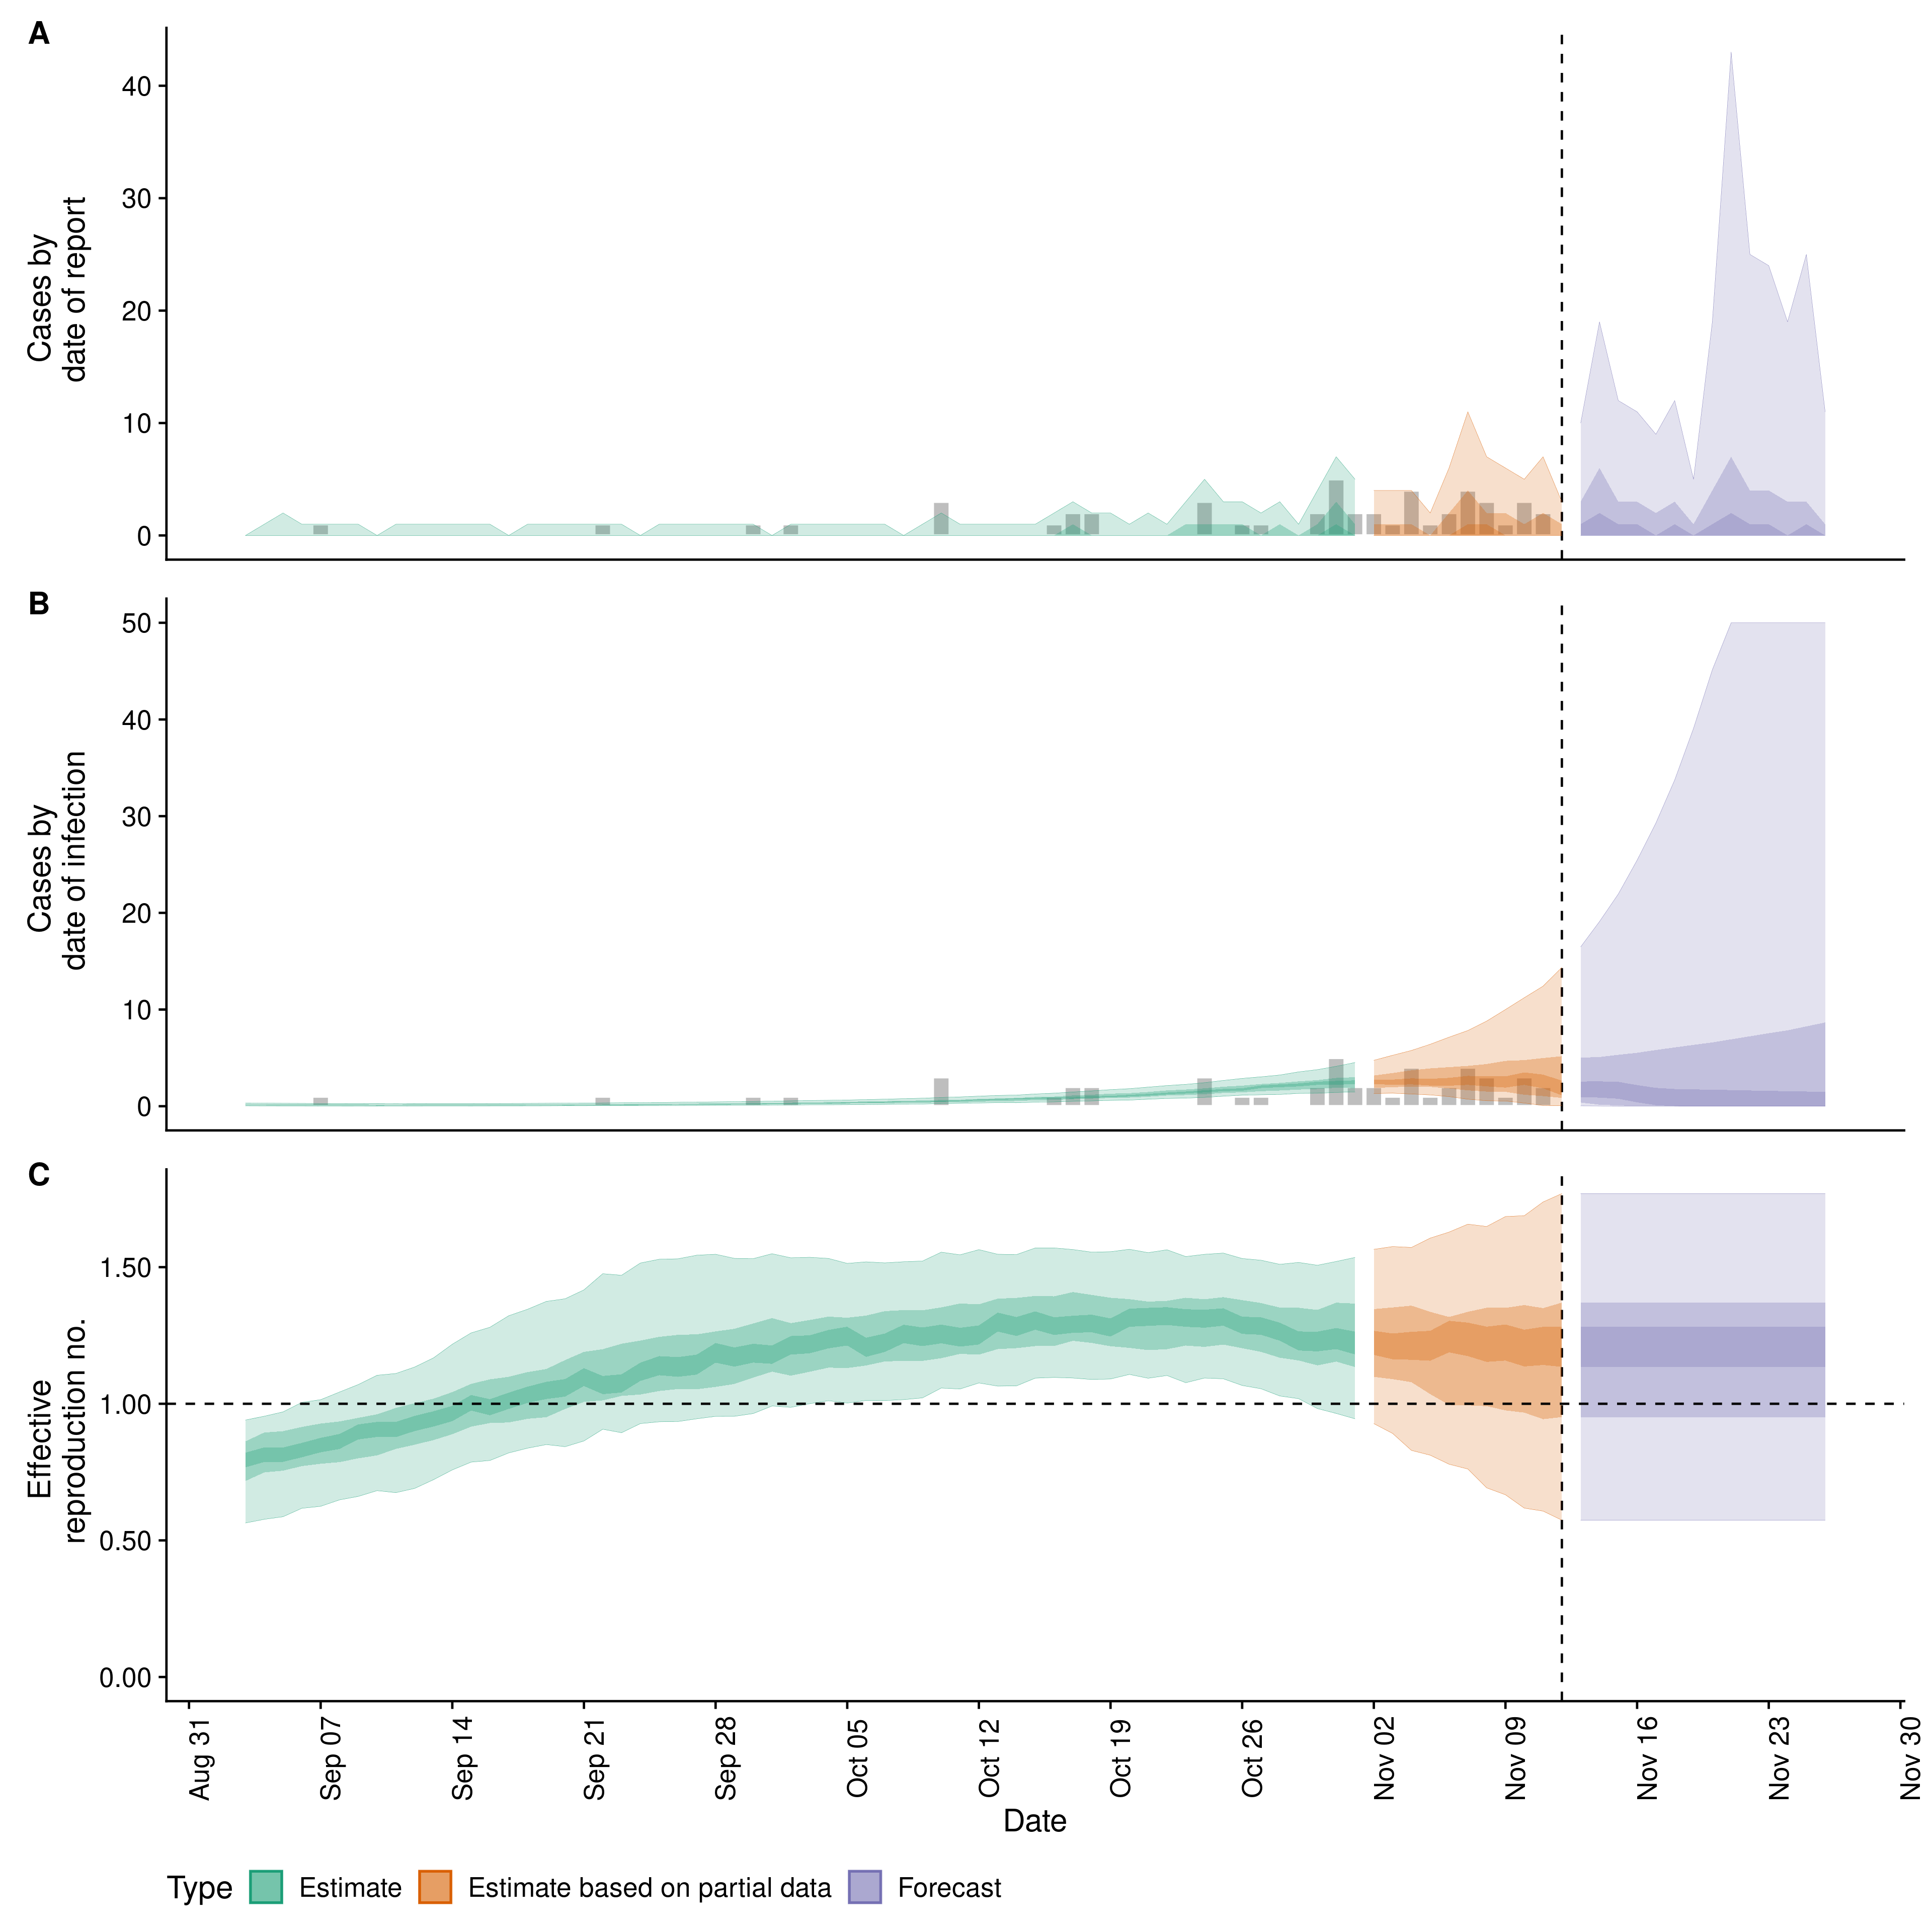 A
Cases by
date of report
40
30
20
10
0
B
Cases by
date of infection
50
40
30
20
10
0
C
Effective
reproduction no.
1.50
1.00
0.50
0.00
Aug 31
Sep 07
Sep 14
Sep 21
Sep 28
Oct 05
Oct 12
Oct 19
Oct 26
Nov 02
Nov 09
Nov 16
Nov 23
Nov 30
Date
Type Estimate Estimate based on partial data Forecast